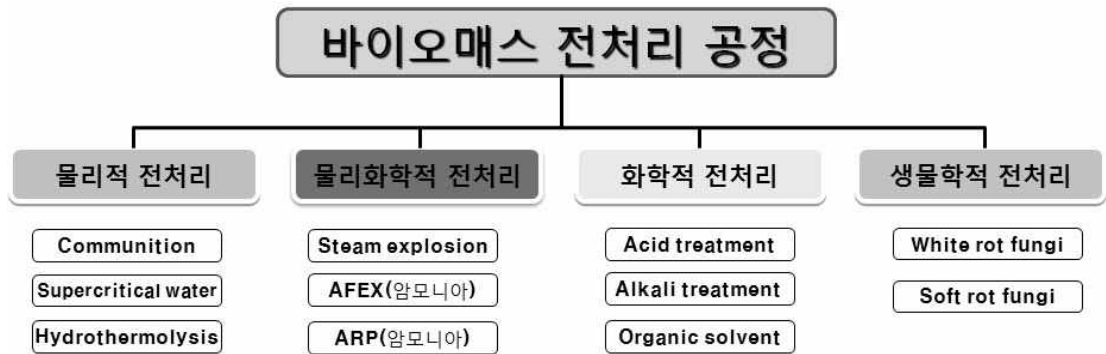 바이오매스 전처리 공정
물리적 전처리
물리화학적 전처리
화학적 전처리
생물학적 전처리
Communition
Steam explosion
Acid treatment
White rot fungi
Supercritical water
AFEX(암모니아)
Alkali treatment
Soft rot fungi
Hydrothermolysis
ARP(암모니아)
Organic solvent